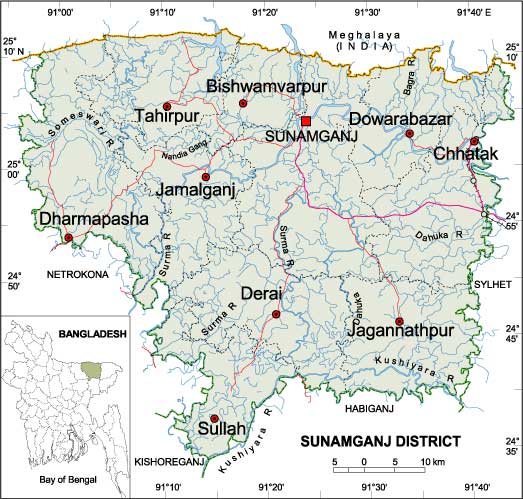 91°10'
91°20'
91°30'
91°40' E
25°
10' N
Meghalaya
(INDIA)
25°
10'
Bishwamvarpur
Tahirpur
Bagra R
Dowarabazar
SUNAMGANJ
Someswari R
Nandia Gang
Chhatak
25°
00'
Jamalganj
Dharmapasha
24°
55'
Dahuka R
Surma R
Surma R
NETROKONA
24°
50'
SYLHET
Derai
Dahuka
Surma R
Jagannathpur
24°
45'
BANGLADESH
Kushiyara R
HABIGANJ
Sullah
Kushiyara R
SUNAMGANJ DISTRICT
24°
35'
KISHOREGANJ
5 0 5 10 km
Bay of Bengal
91°10'
91°20'
91°30'
91°40'